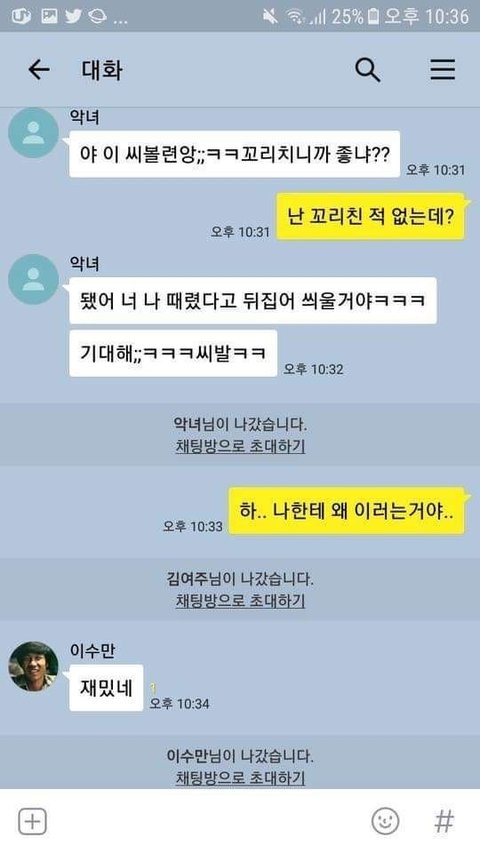 25% 오후 10:36
대화
악녀
야 이 씨볼련앙;;ㅋㅋ꼬리치니까 좋냐??
오후 10:31
난 꼬리친 적 없는데?
오후 10:31
악녀
됐어 너 나 때렸다고 뒤집어 씌울거야ㅋㅋㅋ
기대해;;ㅋㅋㅋ씨발ㅋㅋ
오후 10:32
악녀님이 나갔습니다.
채팅방으로 초대하기
하.. 나한테 왜 이러는거야..
오후 10:33
김여주님이 나갔습니다.
채팅방으로 초대하기
이수만
재밌네
3
오후 10:34
이수만님이 나갔습니다.
채팅방으로 초대하기
#